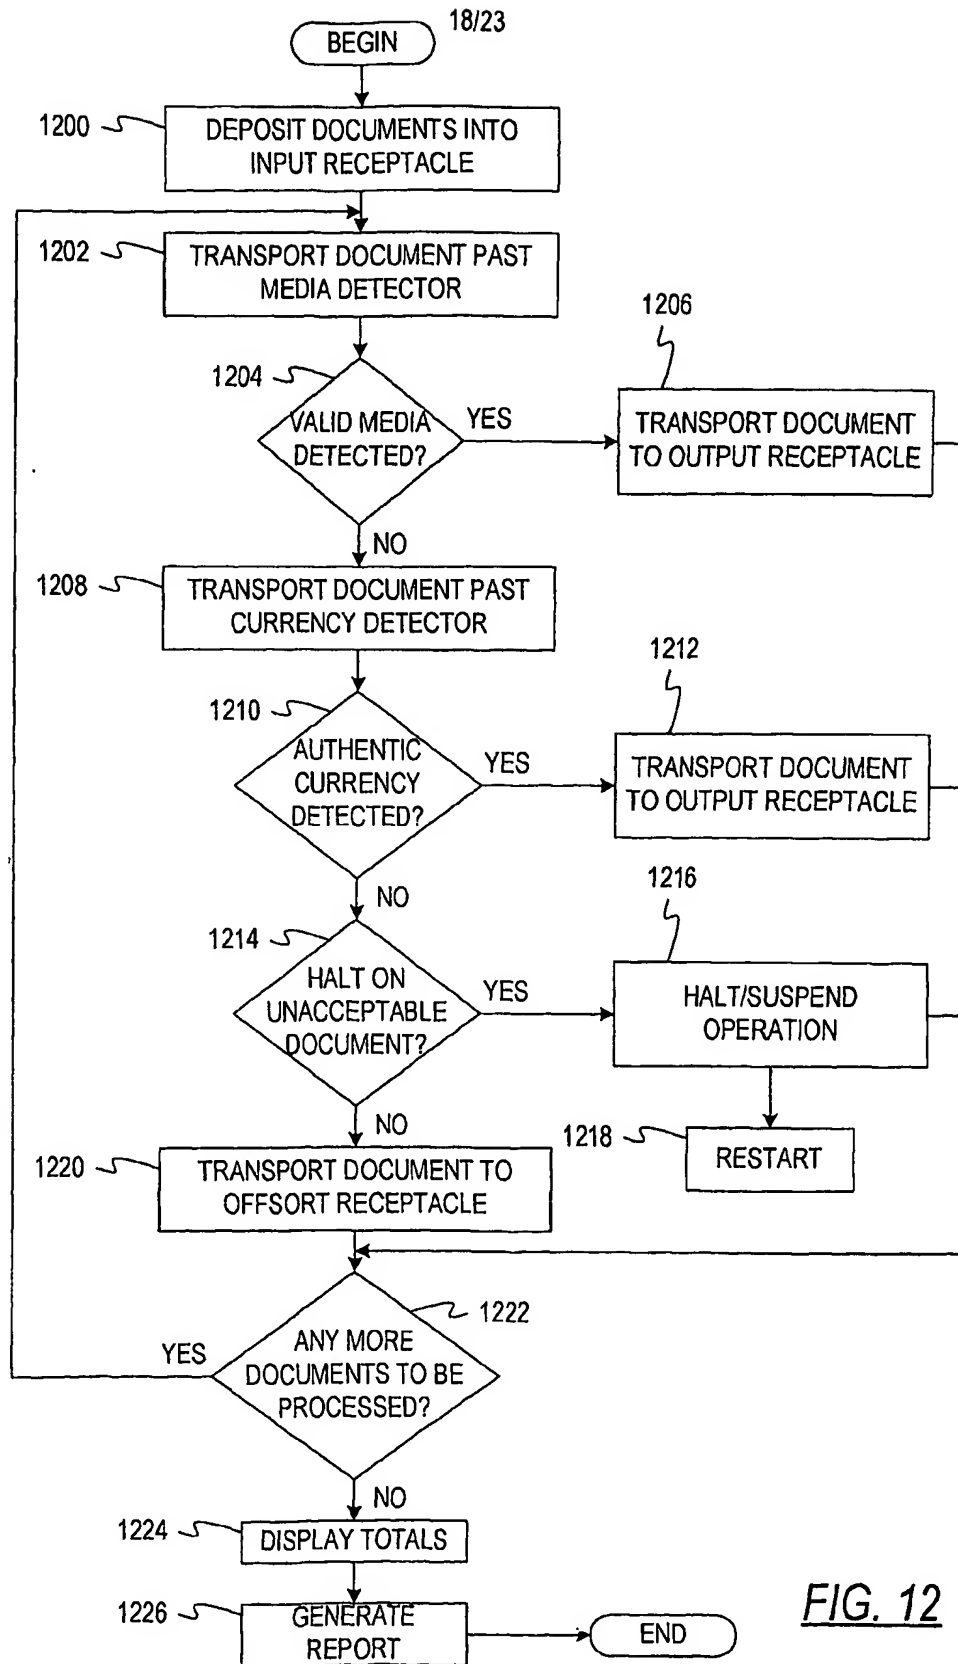 18/23
BEGIN
1200
DEPOSIT DOCUMENTS INTO
INPUT RECEPTACLE
1202
TRANSPORT DOCUMENT PAST
MEDIA DETECTOR
1204
VALID MEDIA
DETECTED?
YES
1206
TRANSPORT DOCUMENT
TO OUTPUT RECEPTACLE
NO
1208
TRANSPORT DOCUMENT PAST
CURRENCY DETECTOR
1210
AUTHENTIC
CURRENCY
DETECTED?
YES
1212
TRANSPORT DOCUMENT
TO OUTPUT RECEPTACLE
NO
1214
HALT ON
UNACCEPTABLE
DOCUMENT?
YES
1216
HALT/SUSPEND
OPERATION
1218
RESTART
NO
1220
TRANSPORT DOCUMENT TO
OFFSORT RECEPTACLE
1222
ANY MORE
DOCUMENTS TO BE
PROCESSED?
YES
NO
1224
DISPLAY TOTALS
1226
GENERATE
REPORT
END
FIG. 12